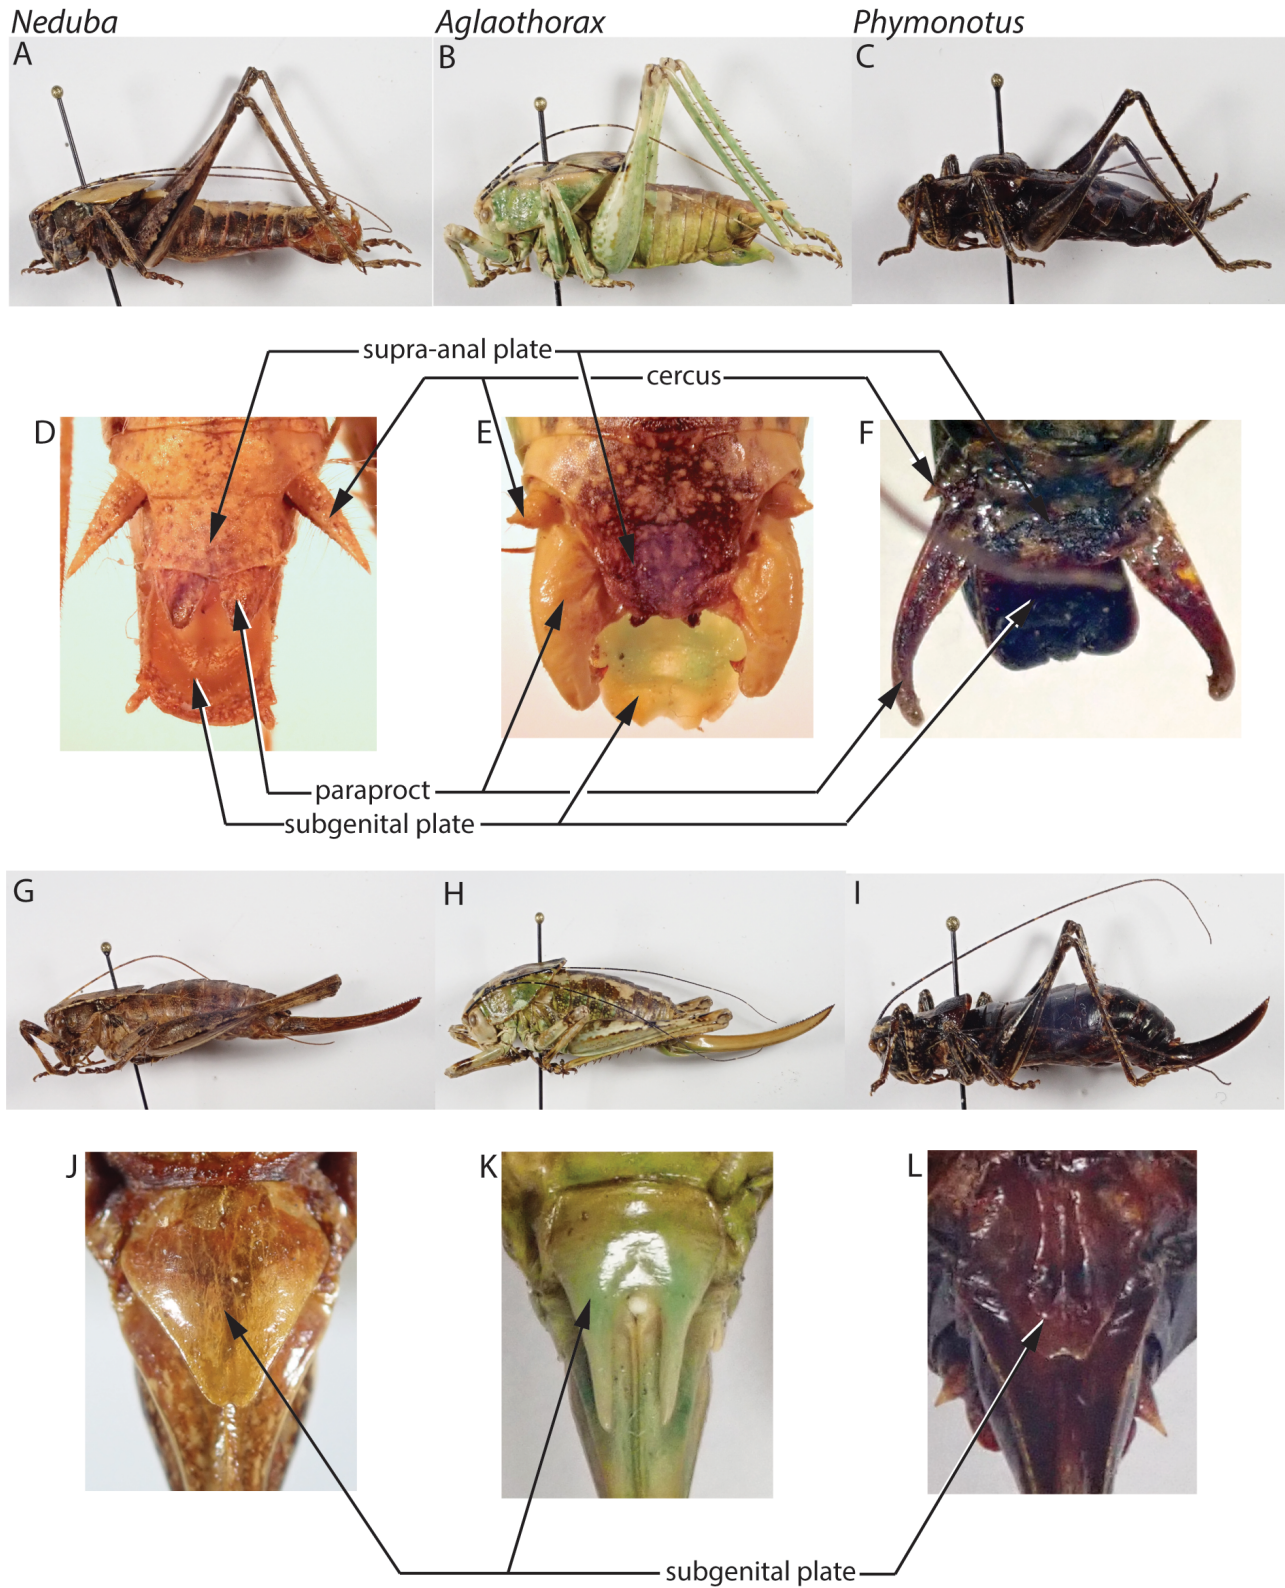 Neduba Aglaothorax Phymonotus
A B C
supra-anal plate
cercus
D E F
paraproct
subgenital plate
G H I
J K L
subgenital plate